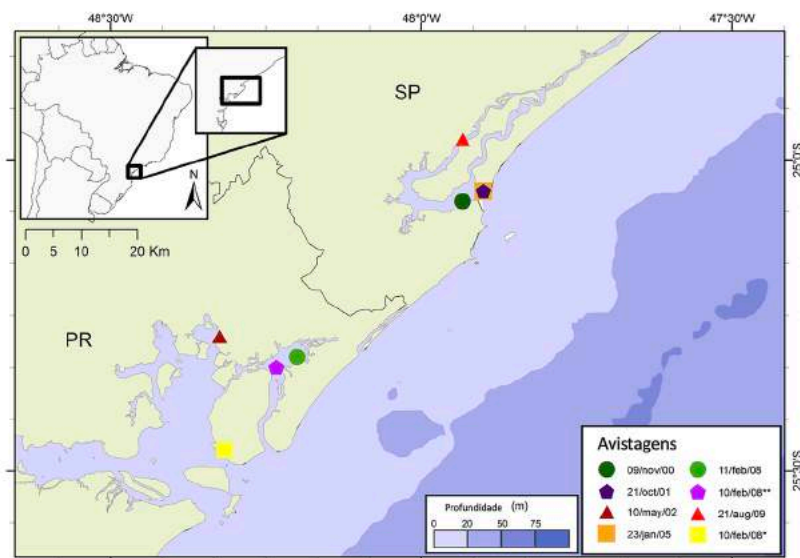 48°30'W 48°0'W 47°30'W
SP
25°0'S
N
0 5 10 20 Km
PR
25°30'S
Avistagens
09/nov/00 11/feb/08
21/oct/01 10/feb/08**
10/may/02 21/aug/09
23/jan/05 10/feb/08*
Profundidade (m)
0 20 50 75